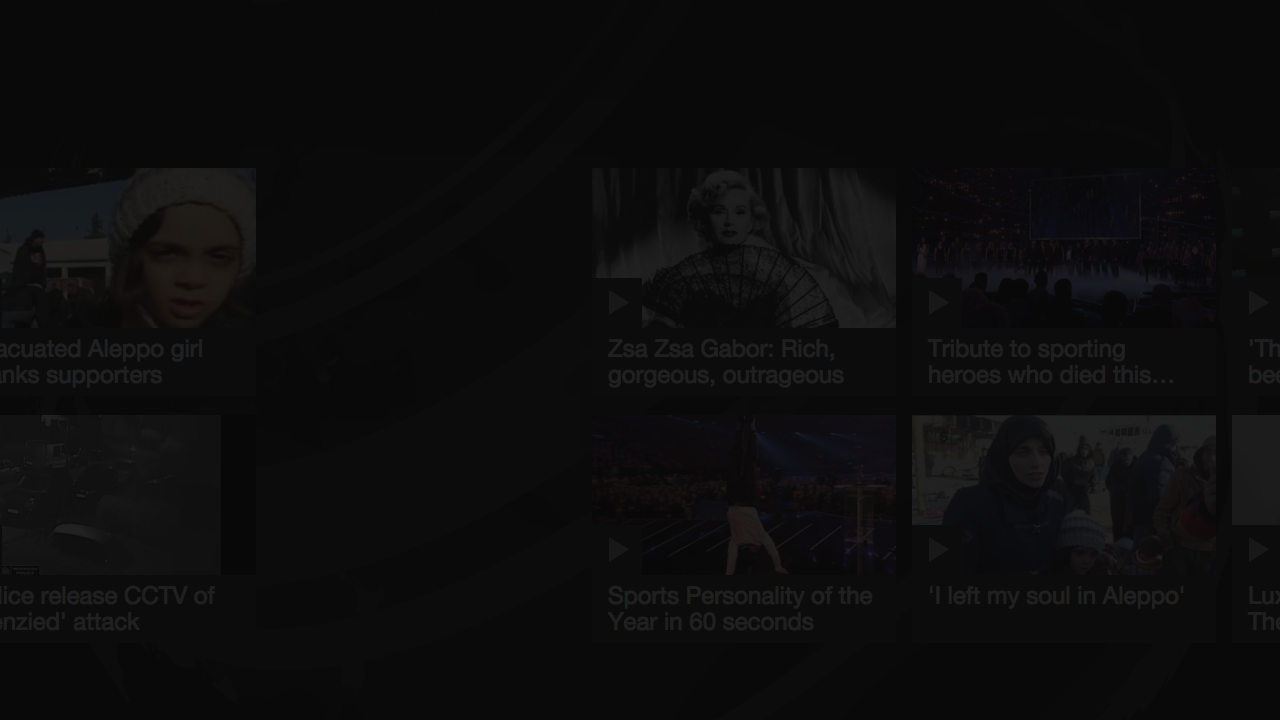 acuated Aleppo girl
anks supporters
Zsa Zsa Gabor: Rich,
gorgeous, outrageous
Tribute to sporting
heroes who died this...
'Th
bes
lice release CCTV of
enzied' attack
Sports Personality of the
Year in 60 seconds
'I left my soul in Aleppo'
Lux
The